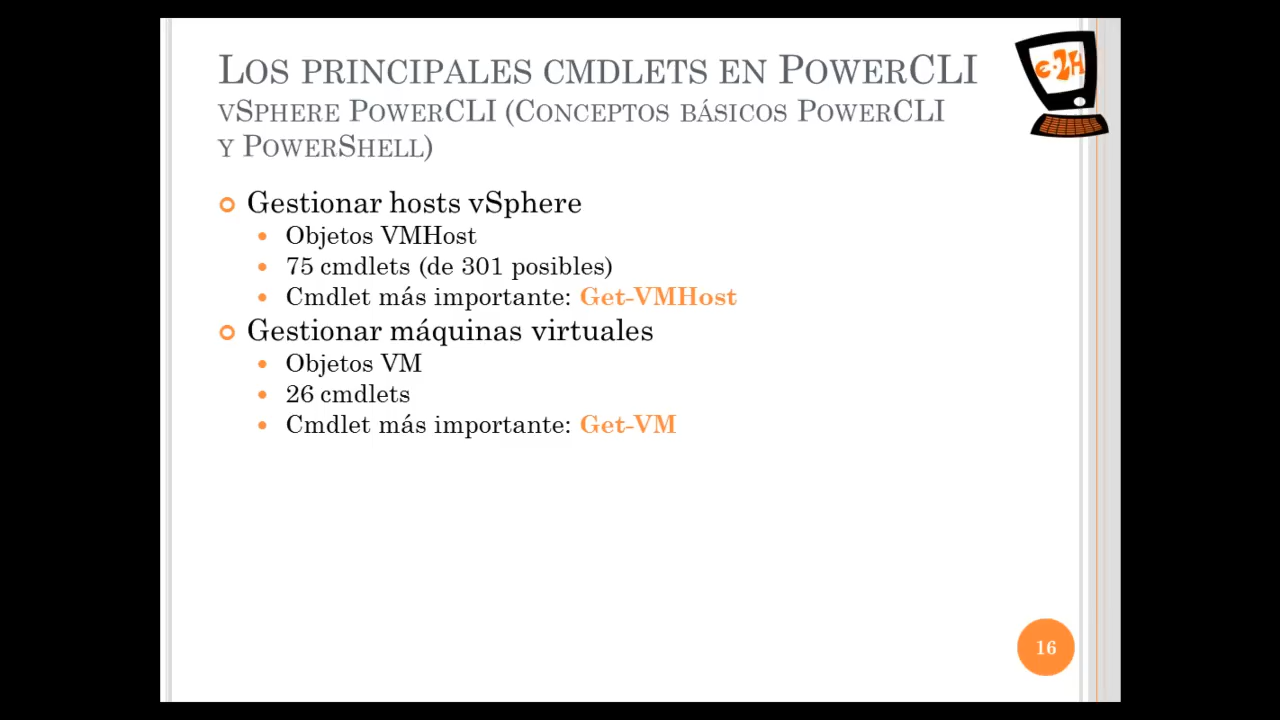 LOS PRINCIPALES CMDLETS EN POWERCLI
VSPHERE POWERCLI (CONCEPTOS BÁSICOS POWERCLI
Y POWERSHELL)
e-2H
Gestionar hosts vSphere
Objetos VMHost
75 cmdlets (de 301 posibles)
Cmdlet más importante: Get-VMHost
Gestionar máquinas virtuales
Objetos VM
26 cmdlets
Cmdlet más importante: Get-VM
16